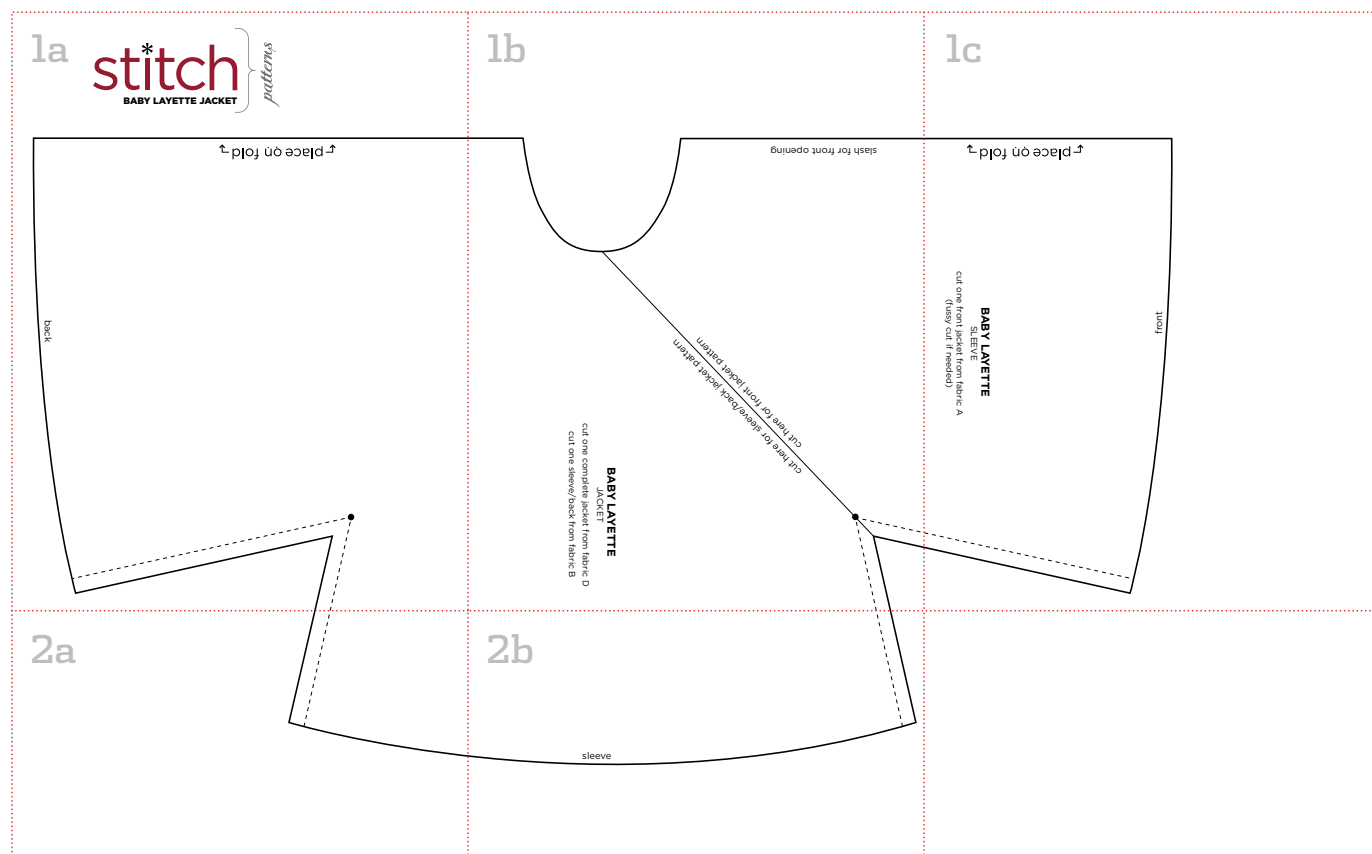 1a
stitch
patterns
BABY LAYETTE JACKET
1b
1c
place on fold
slash for front opening
place on fold
back
front
BABY LAYETTE
SLEEVE
cut one front jacket from fabric A
(fussy cut if needed)
cut here for front jacket pattern
cut here for sleeve/back jacket pattern
BABY LAYETTE
JACKET
cut one complete jacket from fabric D
cut one sleeve/back from fabric B
2a
2b
sleeve